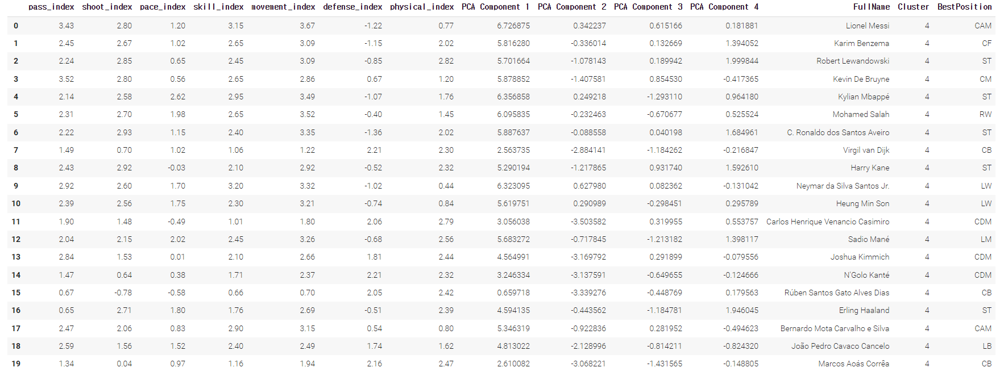 pass_index shoot_index pace_index skill_index movement_index defense_index physical_index PCA Component 1 PCA Component 2 PCA Component 3 PCA Component 4 FullName Cluster BestPosition
0 3.43 2.80 1.20 3.15 3.67 -1.22 0.77 6.726875 0.342237 0.615166 0.181881 Lionel Messi 4 CAM
1 2.45 2.67 1.02 2.65 3.09 -1.15 2.02 5.816280 -0.336014 0.132669 1.394052 Karim Benzema 4 CF
2 2.24 2.85 0.65 2.45 3.09 -0.85 2.82 5.701664 -1.078143 0.189942 1.999844 Robert Lewandowski 4 ST
3 3.52 2.80 0.56 2.65 2.86 0.67 1.20 5.878852 -1.407581 0.854530 -0.417365 Kevin De Bruyne 4 CM
4 2.14 2.58 2.62 2.95 3.49 -1.07 1.76 6.356858 0.249218 -1.293110 0.964180 Kylian Mbappé 4 ST
5 2.31 2.70 1.98 2.65 3.52 -0.40 1.45 6.095835 -0.232463 -0.670677 0.525524 Mohamed Salah 4 RW
6 2.22 2.93 1.15 2.40 3.35 -1.36 2.02 5.887637 -0.088558 0.040198 1.684961 C. Ronaldo dos Santos Aveiro 4 ST
7 1.49 0.70 1.02 1.06 1.22 2.21 2.30 2.563735 -2.884141 -1.184262 -0.216847 Virgil van Dijk 4 CB
8 2.43 2.92 -0.03 2.10 2.92 -0.52 2.32 5.290194 -1.217865 0.931740 1.592610 Harry Kane 4 ST
9 2.92 2.60 1.70 3.20 3.32 -1.02 0.44 6.323095 0.627980 0.082362 -0.131042 Neymar da Silva Santos Jr. 4 LW
10 2.39 2.56 1.75 2.30 3.21 -0.74 0.84 5.619751 0.290989 -0.298451 0.295789 Heung Min Son 4 LW
11 1.90 1.48 -0.49 1.01 1.80 2.06 2.79 3.056038 -3.503582 0.319955 0.553757 Carlos Henrique Venancio Casimiro 4 CDM
12 2.04 2.15 2.02 2.45 3.26 -0.68 2.56 5.683272 -0.717845 -1.213182 1.398117 Sadio Mané 4 LM
13 2.84 1.53 0.01 2.10 2.66 1.81 2.44 4.564991 -3.169792 0.291899 -0.079556 Joshua Kimmich 4 CDM
14 1.47 0.64 0.38 1.71 2.37 2.21 2.32 3.246334 -3.137591 -0.649655 -0.124666 N'Golo Kanté 4 CDM
15 0.67 -0.78 -0.58 0.66 0.70 2.05 2.42 0.659718 -3.339276 -0.448769 0.179563 Rúben Santos Gato Alves Dias 4 CB
16 0.65 2.71 1.80 1.76 2.69 -0.51 2.39 4.594135 -0.443562 -1.184781 1.946045 Erling Haaland 4 ST
17 2.47 2.06 0.83 2.90 3.15 0.54 0.80 5.346319 -0.922836 0.281952 -0.494623 Bernardo Mota Carvalho e Silva 4 CAM
18 2.59 1.56 1.52 2.40 2.49 1.74 1.62 4.813022 -2.128996 -0.814211 -0.824320 João Pedro Cavaco Cancelo 4 LB
19 1.34 0.04 0.97 1.16 1.94 2.16 2.47 2.610082 -3.068221 -1.431565 -0.148805 Marcos Aoás Corrêa 4 CB